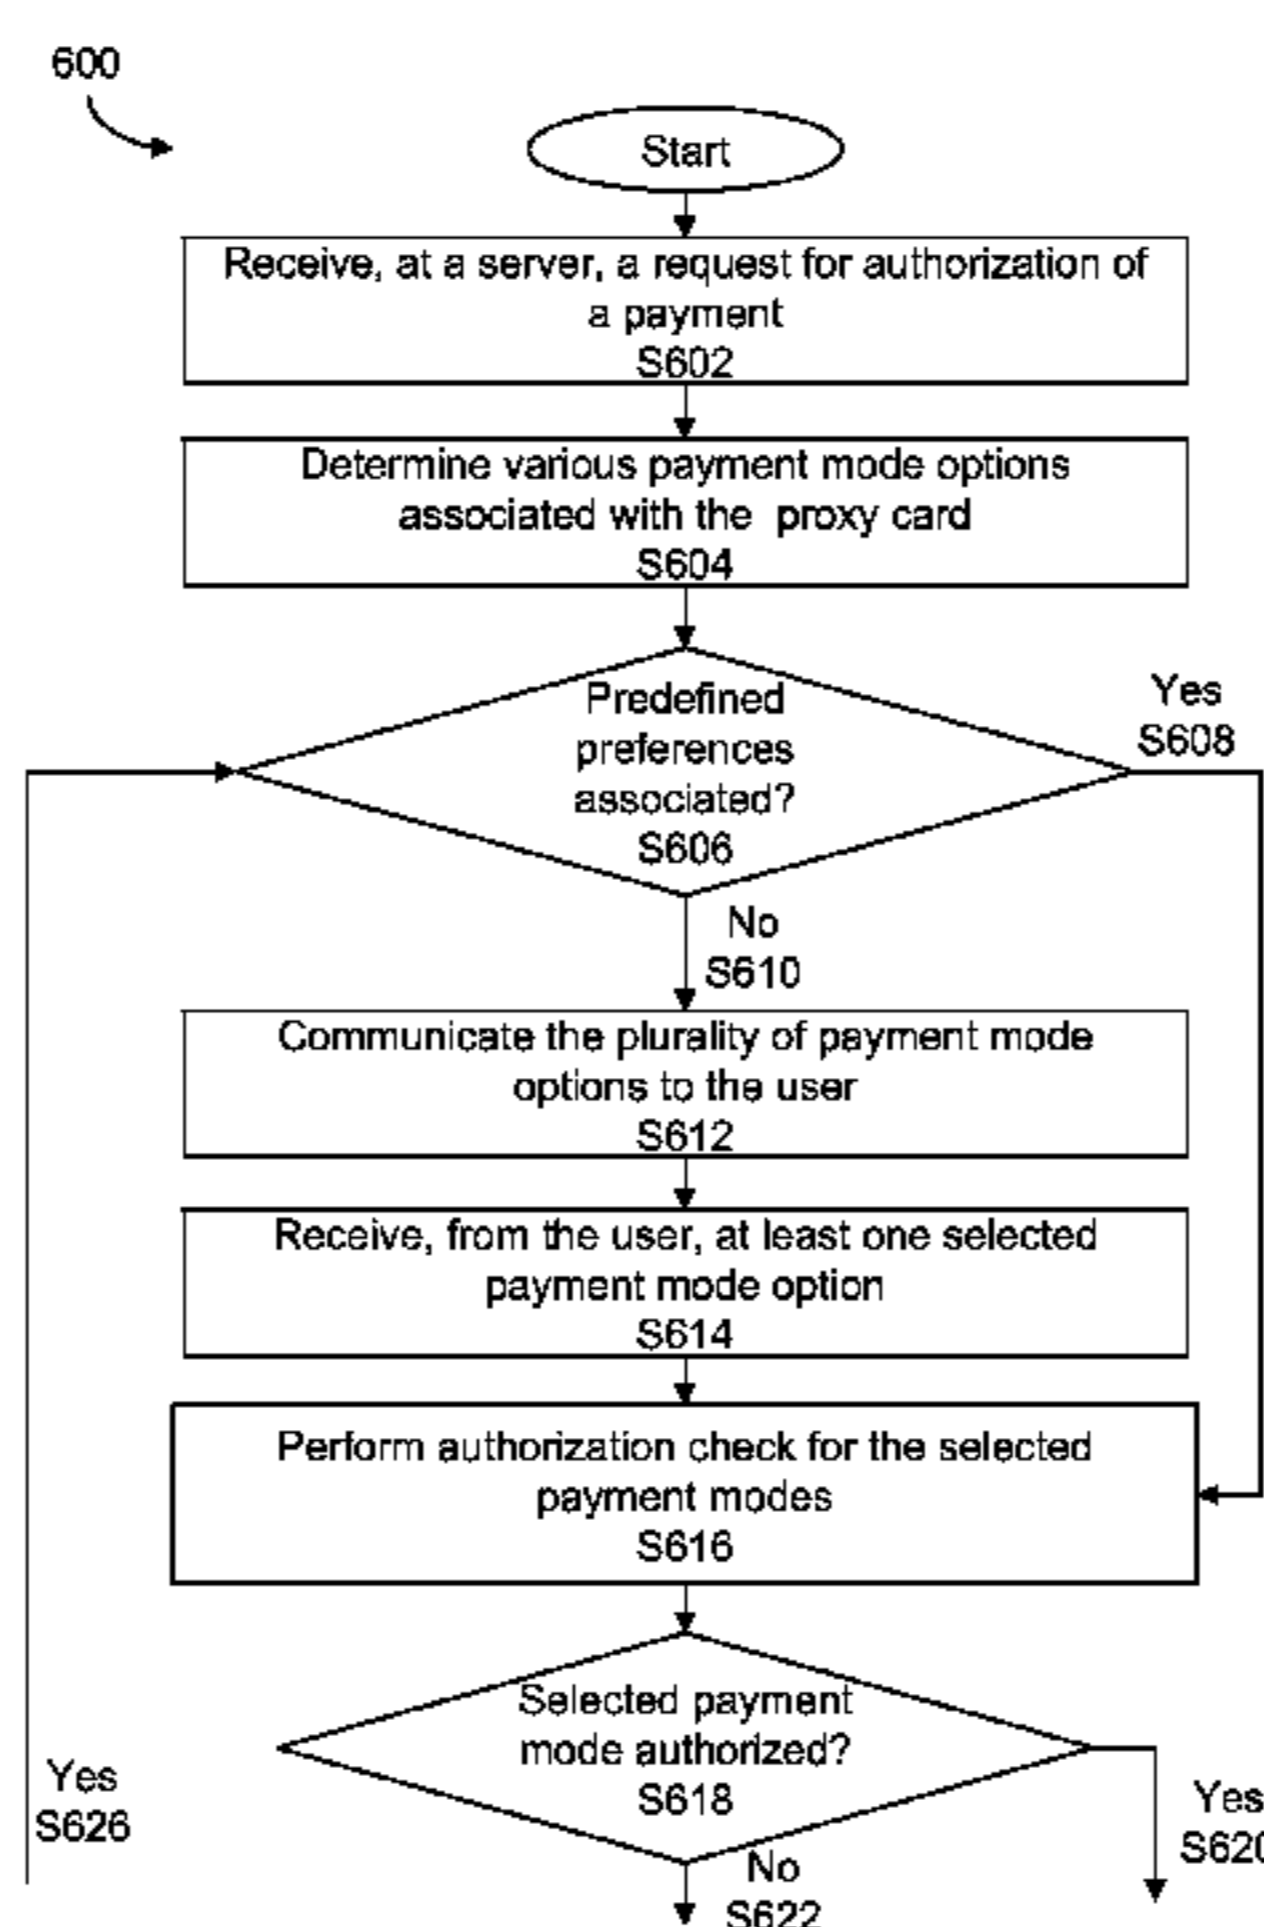 600
Start
Receive, at a server, a request for authorization of
a payment
S602
Determine various payment mode options
associated with the proxy card
S604
Predefined
preferences
associated?
S606
Yes
S608
No
S610
Communicate the plurality of payment mode
options to the user
S612
Receive, from the user, at least one selected
payment mode option
S614
Perform authorization check for the selected
payment modes
S616
Selected payment
mode authorized?
S618
Yes
S626
Yes
S620
No
S622